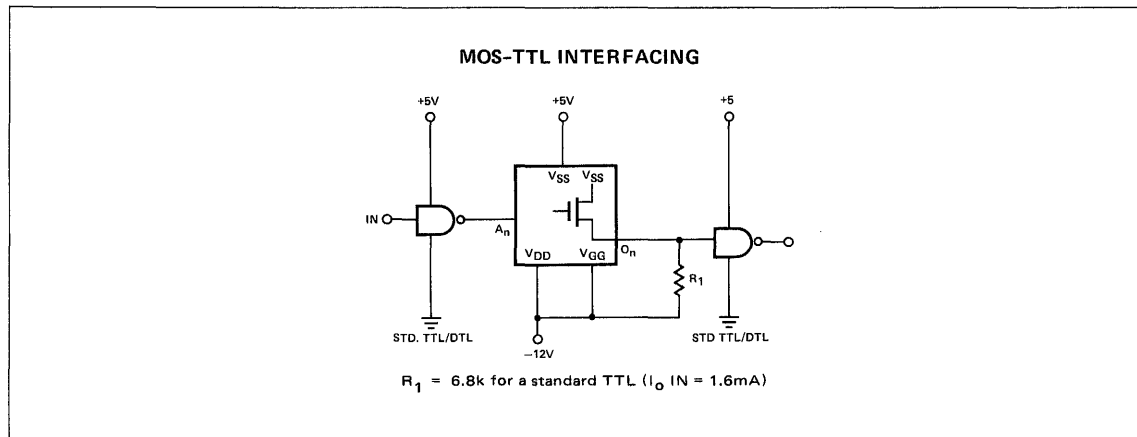 MOS-TTL INTERFACING
+5V
+5V
+5
VSS VSS
IN
An
On
VDD VGG
R1
STD. TTL/DTL
STD TTL/DTL
−12V
R1 = 6.8k for a standard TTL (Io IN = 1.6mA)